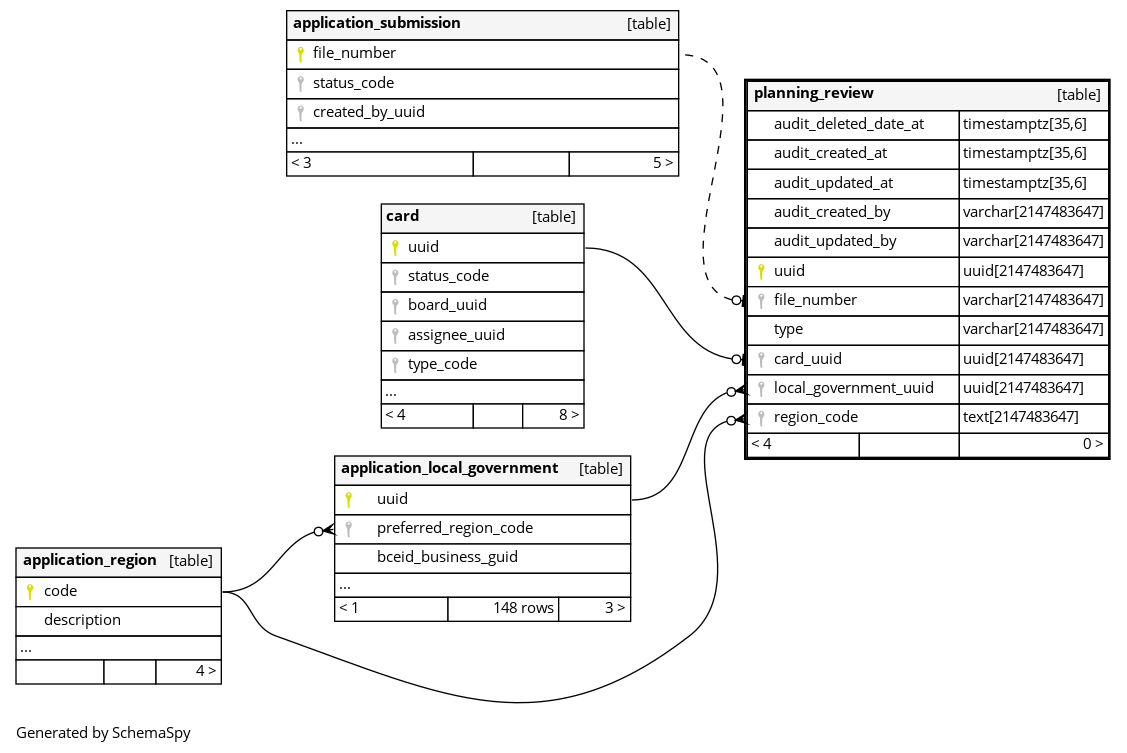 application_submission [table]
file_number
status_code
created_by_uuid
...
< 3 5 >
planning_review [table]
audit_deleted_date_at timestamptz[35,6]
audit_created_at timestamptz[35,6]
audit_updated_at timestamptz[35,6]
audit_created_by varchar[2147483647]
audit_updated_by varchar[2147483647]
uuid uuid[2147483647]
file_number varchar[2147483647]
type varchar[2147483647]
card_uuid uuid[2147483647]
local_government_uuid uuid[2147483647]
region_code text[2147483647]
< 4 0 >
card [table]
uuid
status_code
board_uuid
assignee_uuid
type_code
...
< 4 8 >
application_local_government [table]
uuid
preferred_region_code
bceid_business_guid
...
< 1 148 rows 3 >
application_region [table]
code
description
...
4 >
Generated by SchemaSpy